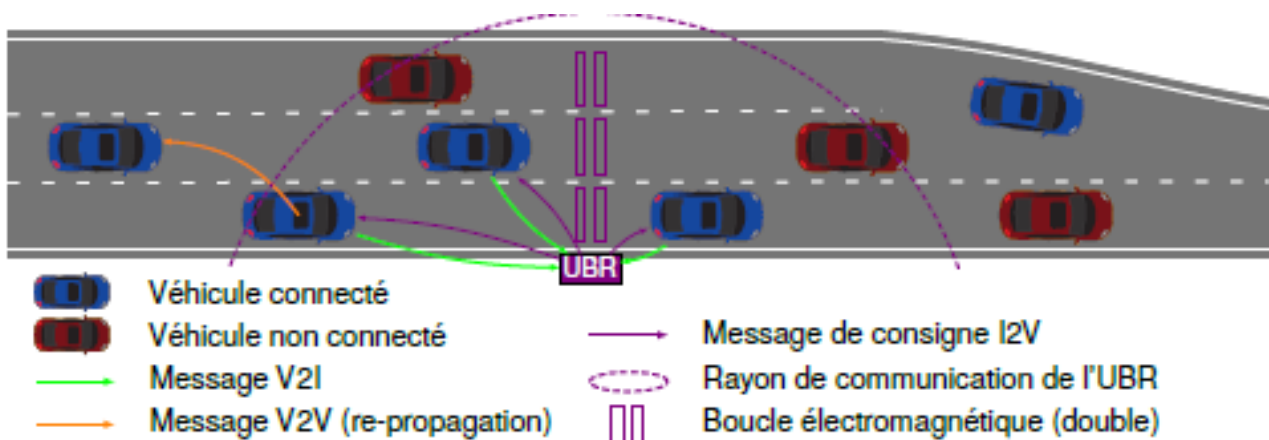 UBR
Véhicule connecté
Véhicule non connecté
Message V2I
Message V2V (re-propagation)
Message de consigne I2V
Rayon de communication de l'UBR
Boucle électromagnétique (double)